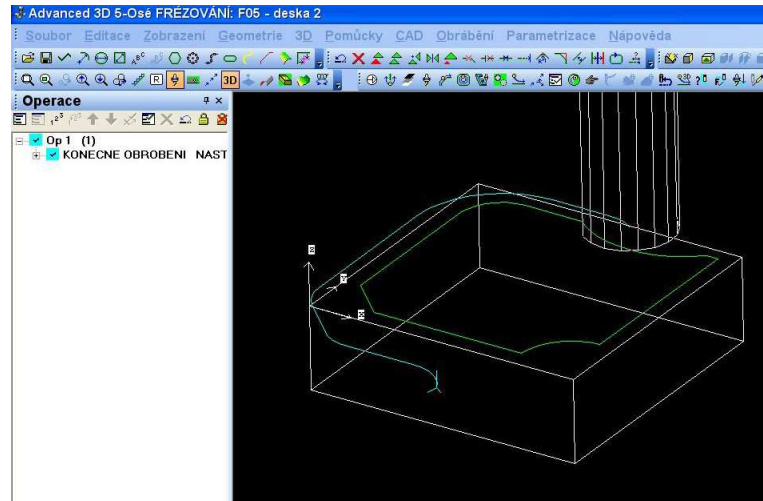 Advanced 3D 5-Osé FRÉZOVÁNÍ: F05 - deska 2
Soubor Editace Zobrazení Geometrie 3D Pomůcky CAD Obrábění Parametrizace Nápověda
R 3D
Operace
Op 1 (1)
KONECNE OBROBENI NAST